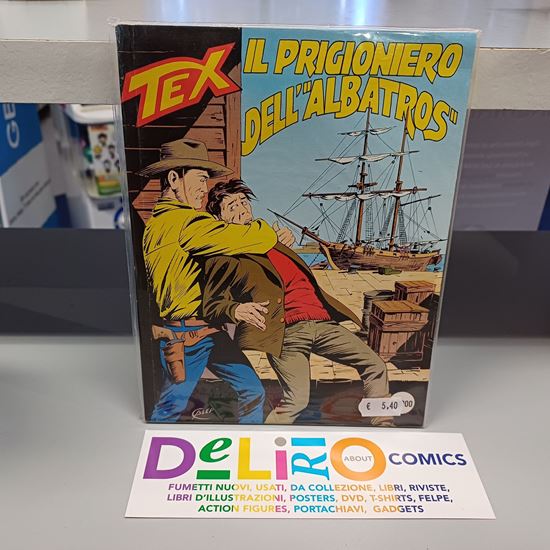 TEX
IL PRIGIONIERO
DELL'"ALBATROS"
€ 5,40
DeLiRiO
ABOUT
COMICS
FUMETTI NUOVI, USATI, DA COLLEZIONE, LIBRI, RIVISTE,
LIBRI D'ILLUSTRAZIONI, POSTERS, DVD, T-SHIRTS, FELPE,
ACTION FIGURES, PORTACHIAVI, GADGETS